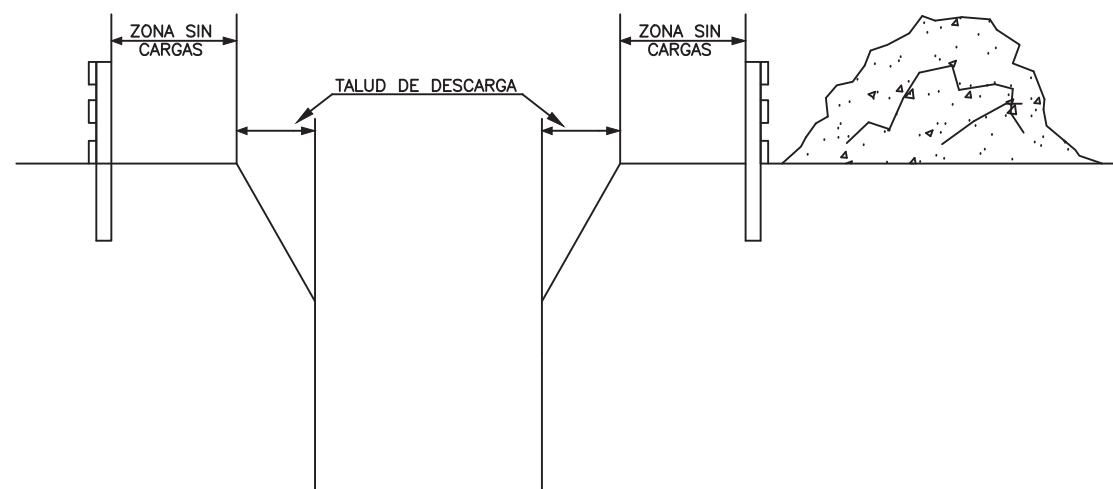 ZONA SIN
CARGAS
ZONA SIN
CARGAS
TALUD DE DESCARGA